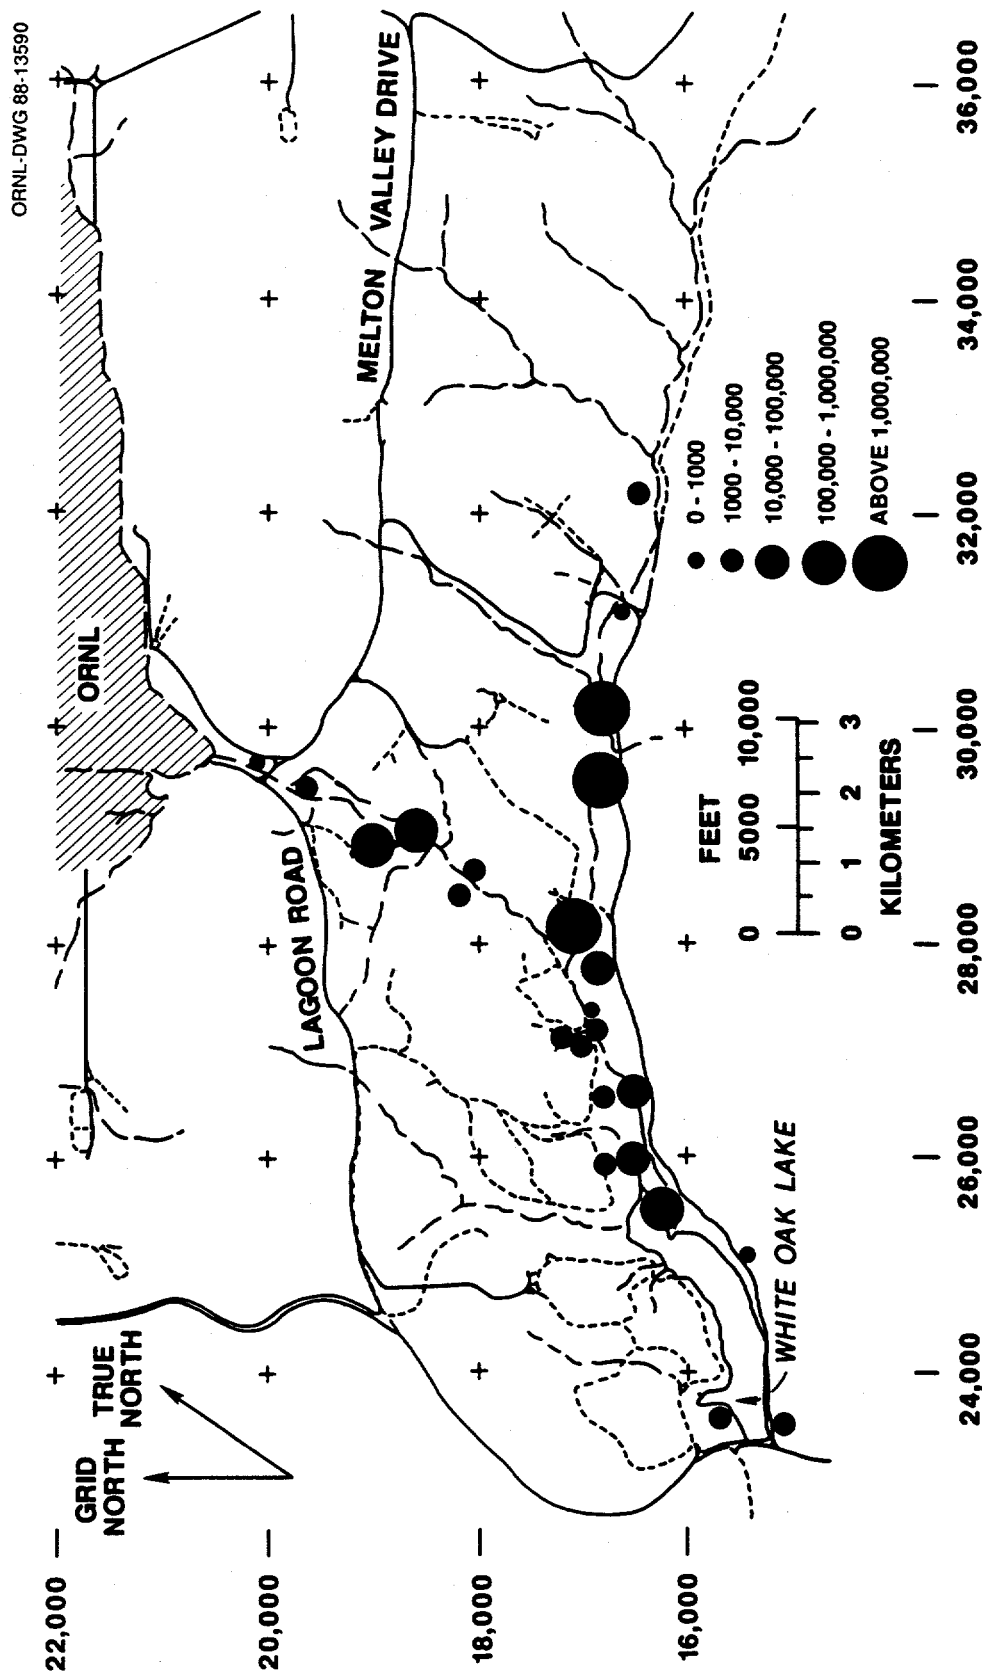 ORNL-DWG 88-13590
22,000
20,000
18,000
16,000
GRID
NORTH
TRUE
NORTH
ORNL
LAGOON ROAD
MELTON VALLEY DRIVE
WHITE OAK LAKE
FEET
0 5000 10,000
0 1 2 3
KILOMETERS
0 - 1000
1000 - 10,000
10,000 - 100,000
100,000 - 1,000,000
ABOVE 1,000,000
24,000 26,000 28,000 30,000 32,000 34,000 36,000